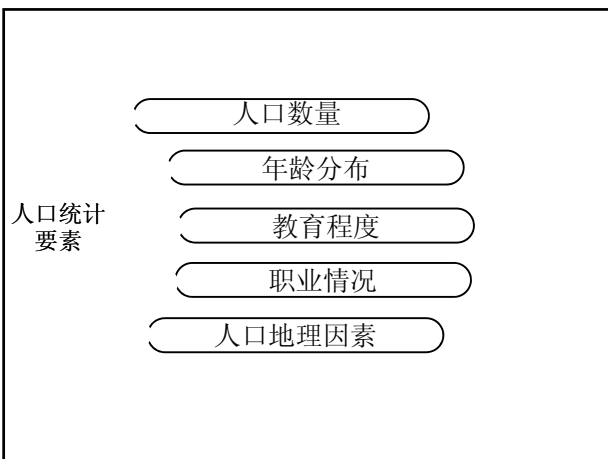 人口数量
年龄分布
人口统计
要素
教育程度
职业情况
人口地理因素